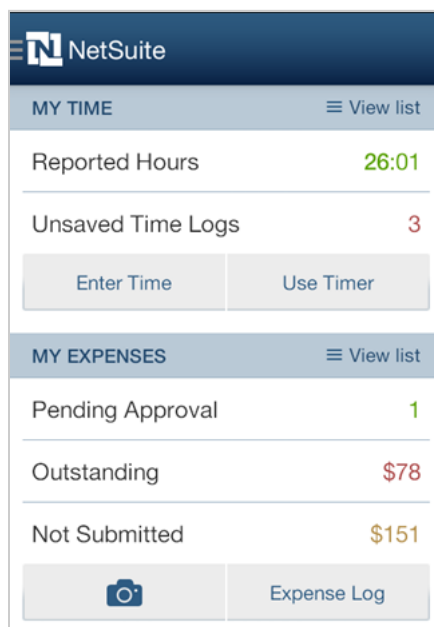 NetSuite
MY TIME View list
Reported Hours 26:01
Unsaved Time Logs 3
Enter Time Use Timer
MY EXPENSES View list
Pending Approval 1
Outstanding $78
Not Submitted $151
Expense Log